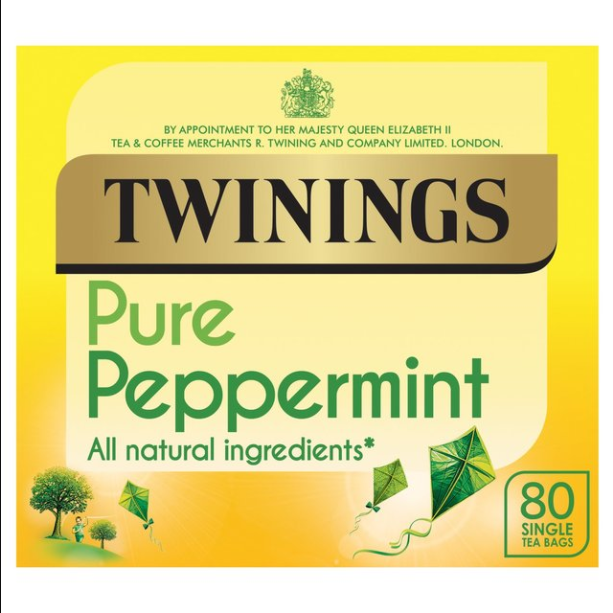 BY APPOINTMENT TO HER MAJESTY QUEEN ELIZABETH II
TEA & COFFEE MERCHANTS R. TWINING AND COMPANY LIMITED. LONDON.
TWININGS
Pure
Peppermint
All natural ingredients*
80
SINGLE
TEA BAGS